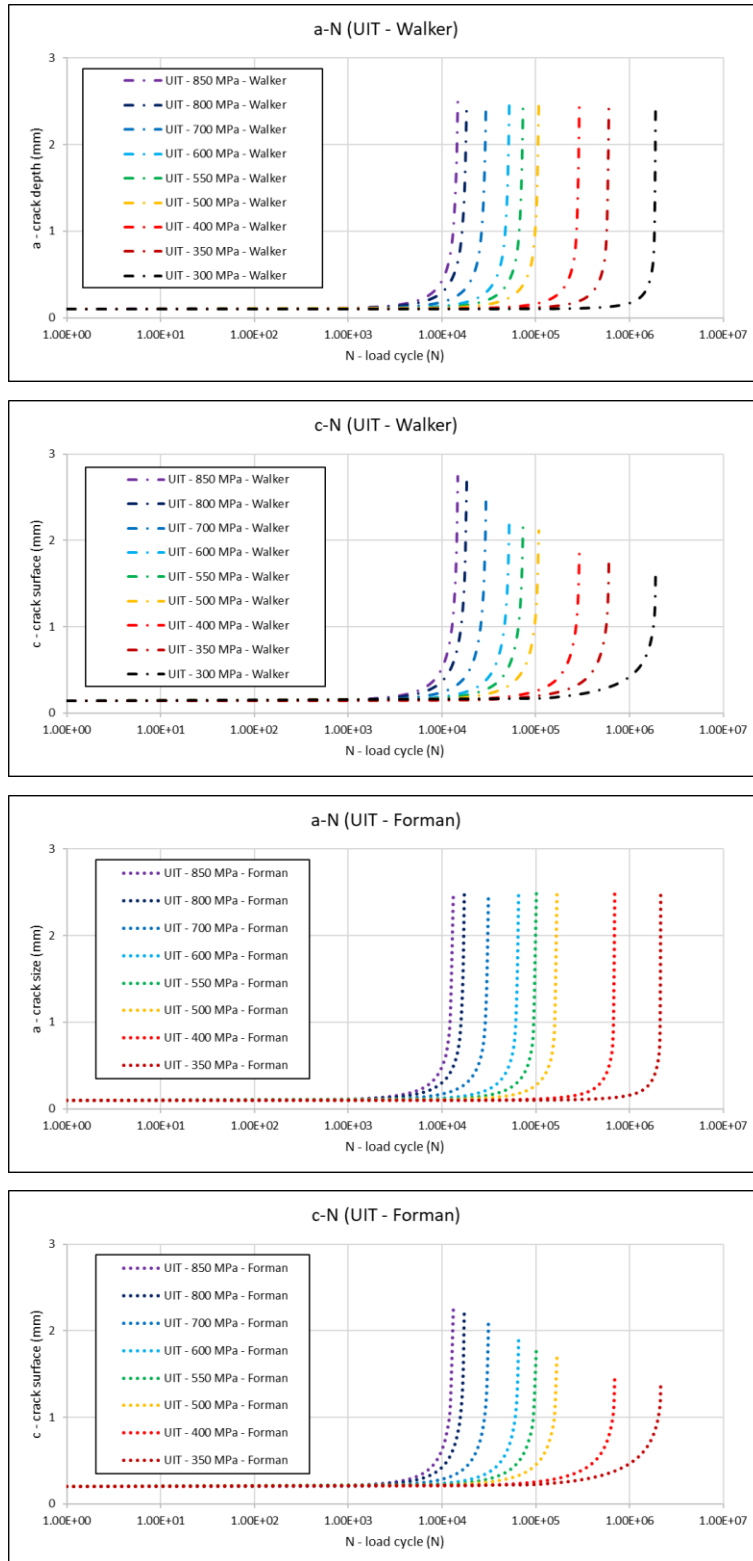 a-N (UIT - Walker)
3
2
1
0
a - crack depth (mm)
UIT - 850 MPa - Walker
UIT - 800 MPa - Walker
UIT - 700 MPa - Walker
UIT - 600 MPa - Walker
UIT - 550 MPa - Walker
UIT - 500 MPa - Walker
UIT - 400 MPa - Walker
UIT - 350 MPa - Walker
UIT - 300 MPa - Walker
1.00E+00 1.00E+01 1.00E+02 1.00E+03 1.00E+04 1.00E+05 1.00E+06 1.00E+07
N - load cycle (N)
c-N (UIT - Walker)
3
2
1
0
c - crack surface (mm)
UIT - 850 MPa - Walker
UIT - 800 MPa - Walker
UIT - 700 MPa - Walker
UIT - 600 MPa - Walker
UIT - 550 MPa - Walker
UIT - 500 MPa - Walker
UIT - 400 MPa - Walker
UIT - 350 MPa - Walker
UIT - 300 MPa - Walker
1.00E+00 1.00E+01 1.00E+02 1.00E+03 1.00E+04 1.00E+05 1.00E+06 1.00E+07
N - load cycle (N)
a-N (UIT - Forman)
3
2
1
0
a - crack size (mm)
UIT - 850 MPa - Forman
UIT - 800 MPa - Forman
UIT - 700 MPa - Forman
UIT - 600 MPa - Forman
UIT - 550 MPa - Forman
UIT - 500 MPa - Forman
UIT - 400 MPa - Forman
UIT - 350 MPa - Forman
1.00E+00 1.00E+01 1.00E+02 1.00E+03 1.00E+04 1.00E+05 1.00E+06 1.00E+07
N - load cycle (N)
c-N (UIT - Forman)
3
2
1
0
c - crack surface (mm)
UIT - 850 MPa - Forman
UIT - 800 MPa - Forman
UIT - 700 MPa - Forman
UIT - 600 MPa - Forman
UIT - 550 MPa - Forman
UIT - 500 MPa - Forman
UIT - 400 MPa - Forman
UIT - 350 MPa - Forman
1.00E+00 1.00E+01 1.00E+02 1.00E+03 1.00E+04 1.00E+05 1.00E+06 1.00E+07
N - load cycle (N)